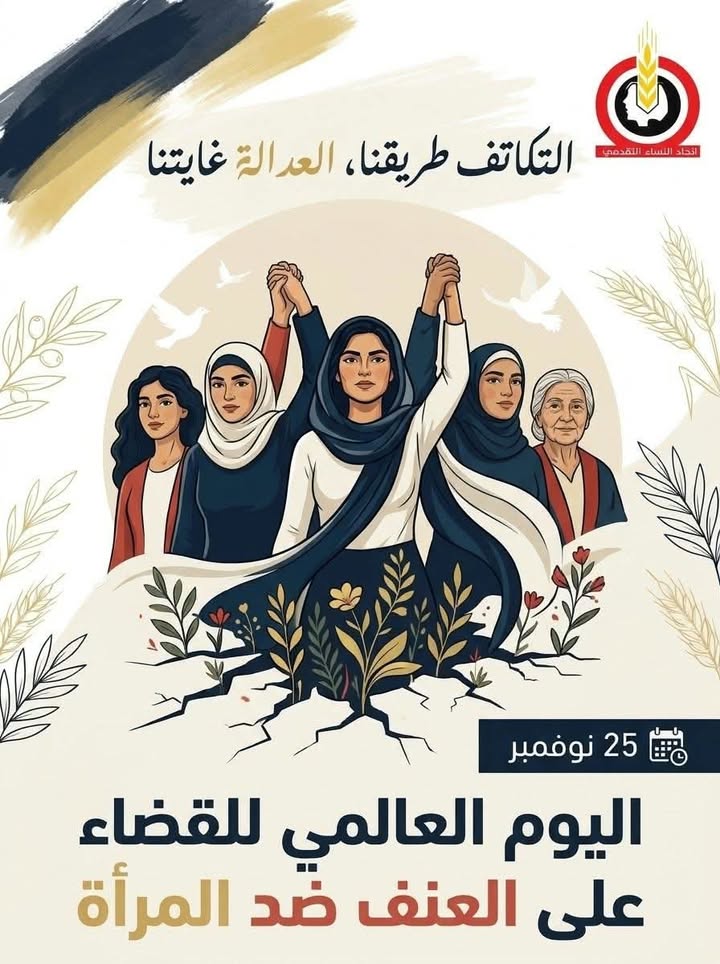 اتحاد النساء التقدمي
التكاتف طريقنا، العدالة غايتنا
25 نوفمبر
اليوم العالمي للقضاء
على العنف ضد المرأة